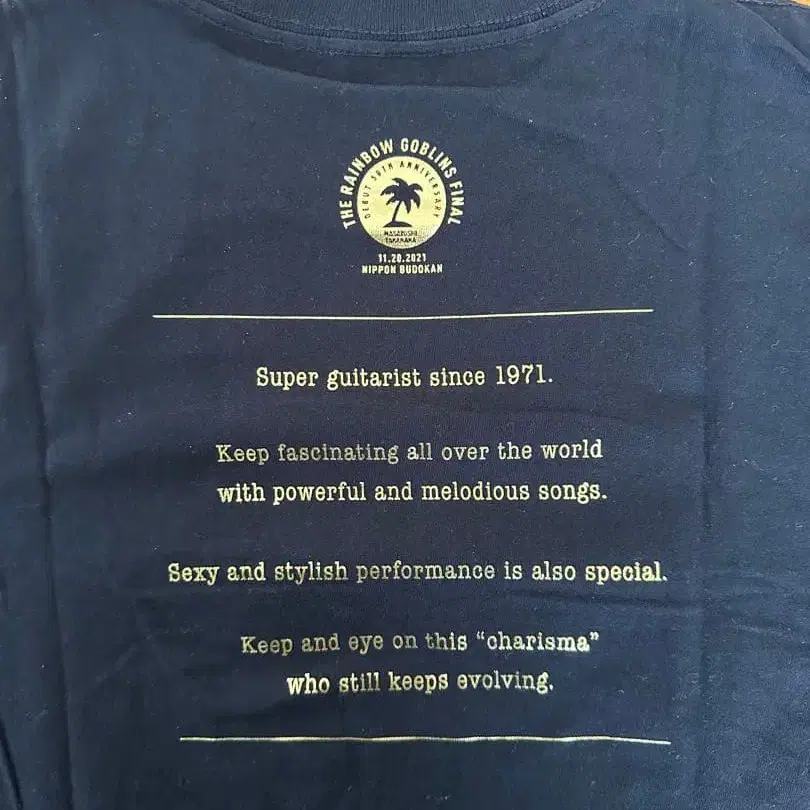 THE RAINBOW GOBLINS FINAL
DEBUT 50TH ANNIVERSARY
MASAYOSHI
TAKANAKA
11.20.2021
NIPPON BUDOKAN
Super guitarist since 1971.
Keep fascinating all over the world
with powerful and melodious songs.
Sexy and stylish performance is also special.
Keep and eye on this “charisma”
who still keeps evolving.